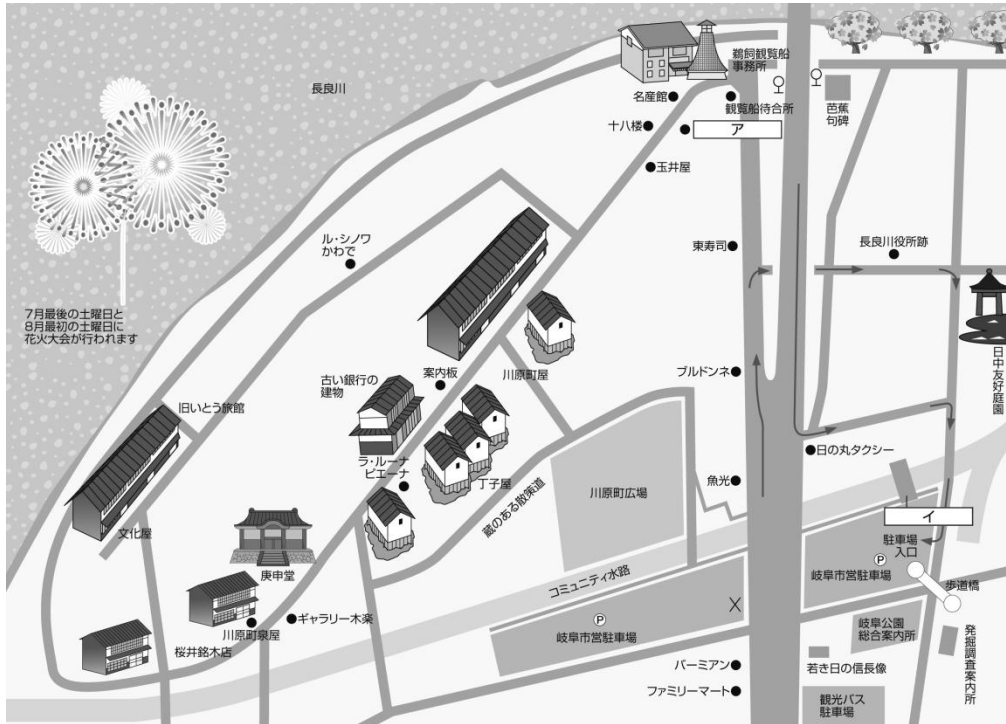 長良川
鵜飼観覧船
事務所
名産館
観覧船待合所
芭蕉
句碑
十八楼
ア
玉井屋
東寿司
長良川役所跡
ル・シノワ
かわで
7月最後の土曜日と
8月最初の土曜日に
花火大会が行われます
日中友好庭園
川原町屋
案内板
古い銀行の
建物
ブルドンネ
旧いとう旅館
日の丸タクシー
ラ・ルーナ
ピエーナ
丁子屋
蔵のある散策道
川原町広場
魚光
イ
文化屋
駐車場
入口
庚申堂
コミュニティ水路
P
岐阜市営駐車場
歩道橋
P
岐阜市営駐車場
X
ギャラリー木楽
川原町泉屋
桜井銘木店
岐阜公園
総合案内所
発掘調査案内所
バーミアン
若き日の信長像
ファミリーマート
観光バス
駐車場